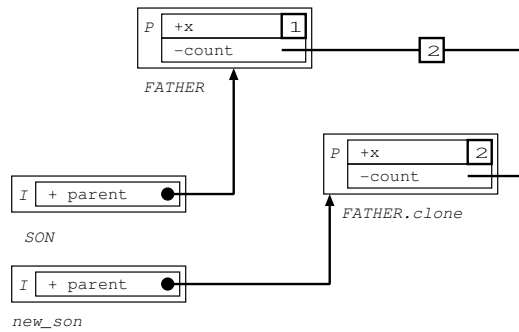 P +x 1
-count 2
FATHER
P +x 2
-count
I + parent
FATHER.clone
SON
I + parent
new_son